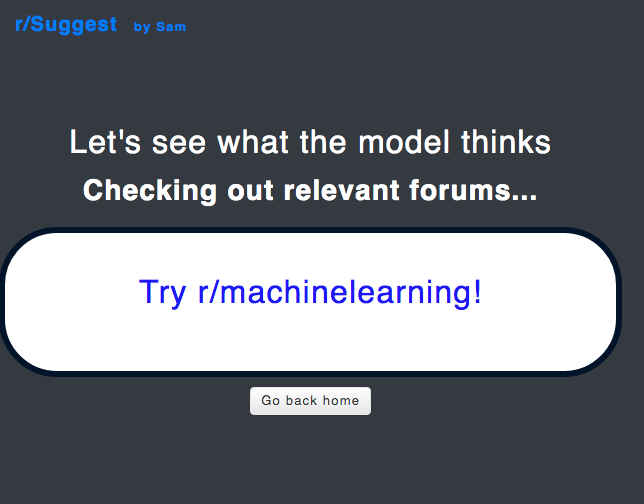 r/Suggest by Sam
Let's see what the model thinks
Checking out relevant forums...
Try r/machinelearning!
Go back home